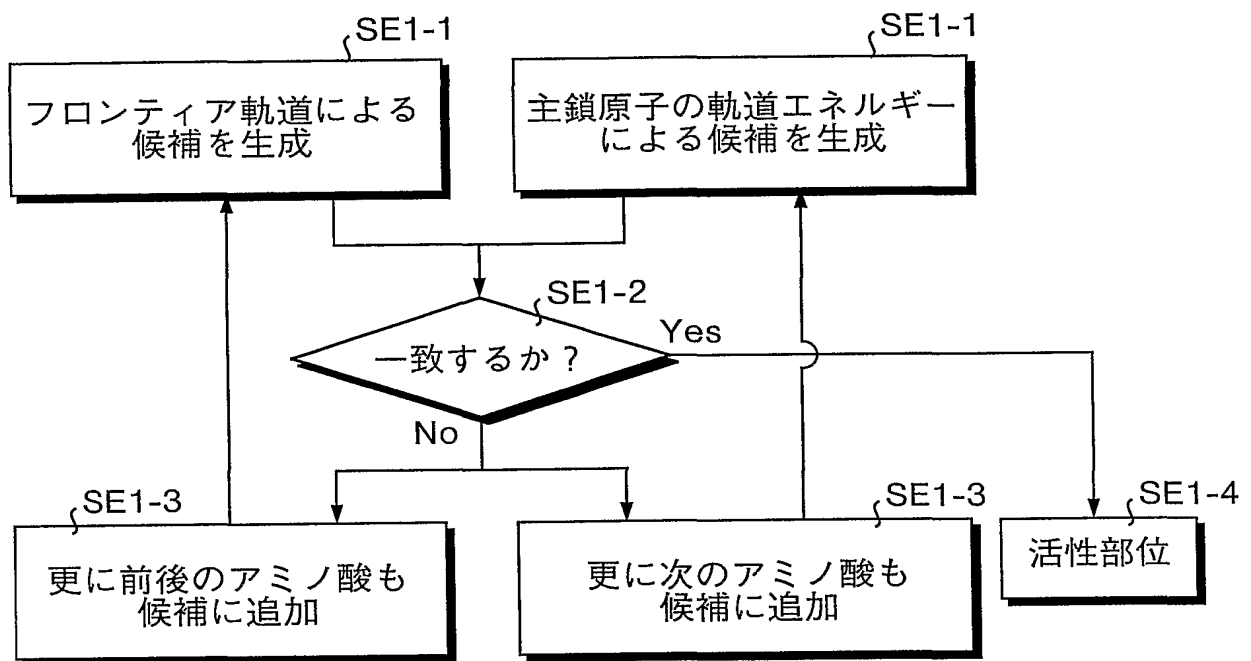 SE1-1
フロンティア軌道による
候補を生成
SE1-1
主鎖原子の軌道エネルギー
による候補を生成
SE1-2
一致するか？
Yes
No
SE1-3
更に前後のアミノ酸も
候補に追加
SE1-3
更に次のアミノ酸も
候補に追加
SE1-4
活性部位